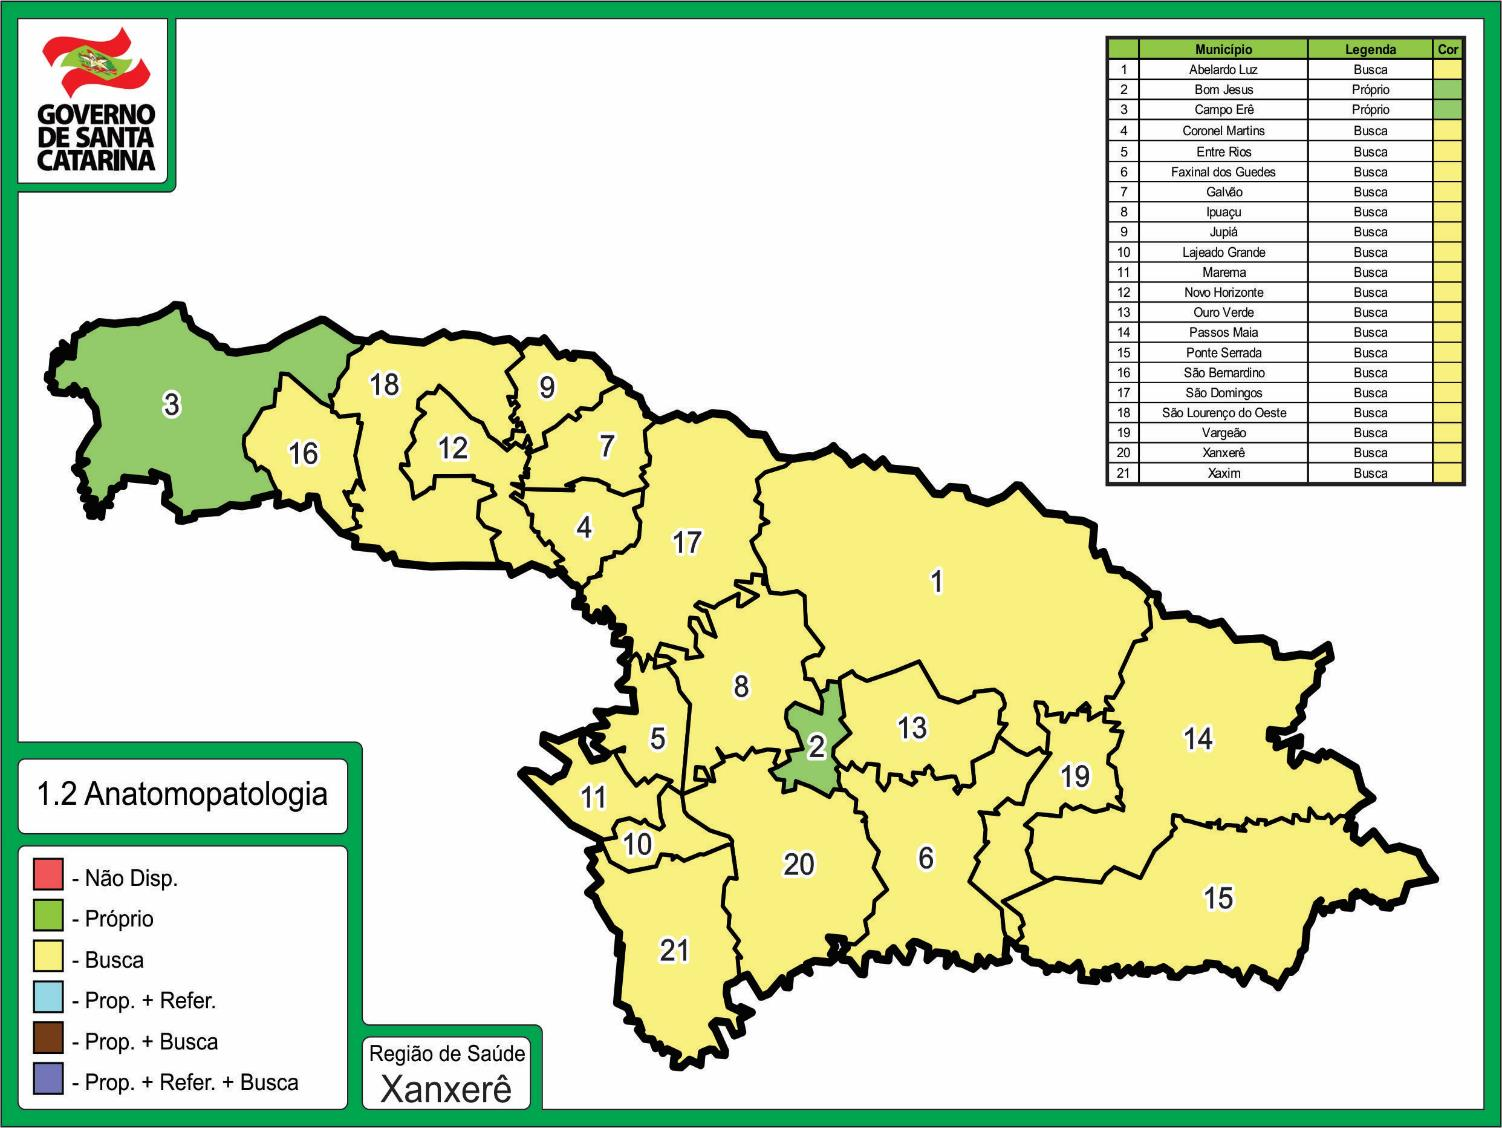 GOVERNO
DE SANTA
CATARINA
Município Legenda Cor
1 Abelardo Luz Busca
2 Bom Jesus Próprio
3 Campo Erê Próprio
4 Coronel Martins Busca
5 Entre Rios Busca
6 Faxinal dos Guedes Busca
7 Galvão Busca
8 Ipuaçu Busca
9 Jupiá Busca
10 Lajeado Grande Busca
11 Marema Busca
12 Novo Horizonte Busca
13 Ouro Verde Busca
14 Passos Maia Busca
15 Ponte Serrada Busca
16 São Bernardino Busca
17 São Domingos Busca
18 São Lourenço do Oeste Busca
19 Vargeão Busca
20 Xanxerê Busca
21 Xaxim Busca
3
18
9
16
12
7
4
17
1
8
5
2
13
14
19
11
10
20
6
15
21
1.2 Anatomopatologia
- Não Disp.
- Próprio
- Busca
- Prop. + Refer.
- Prop. + Busca
- Prop. + Refer. + Busca
Região de Saúde
Xanxerê